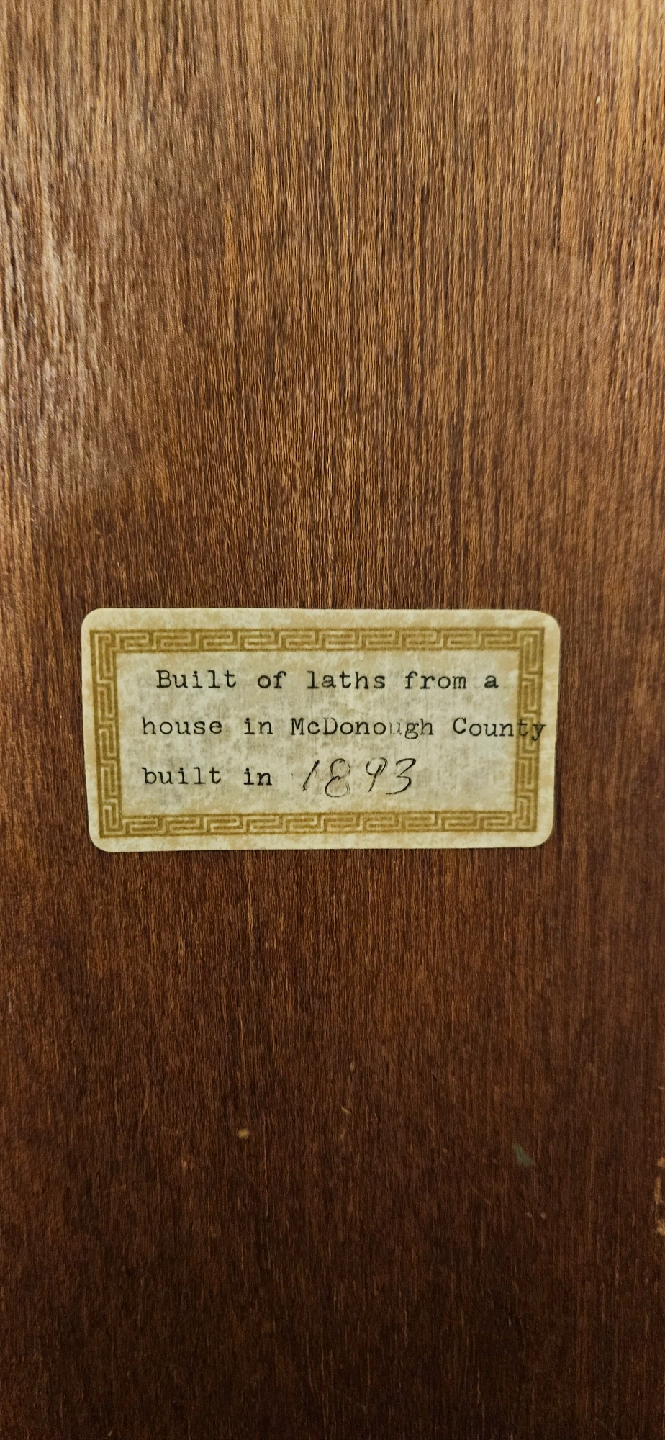 Built of laths from a
house in McDonough County
built in 1893